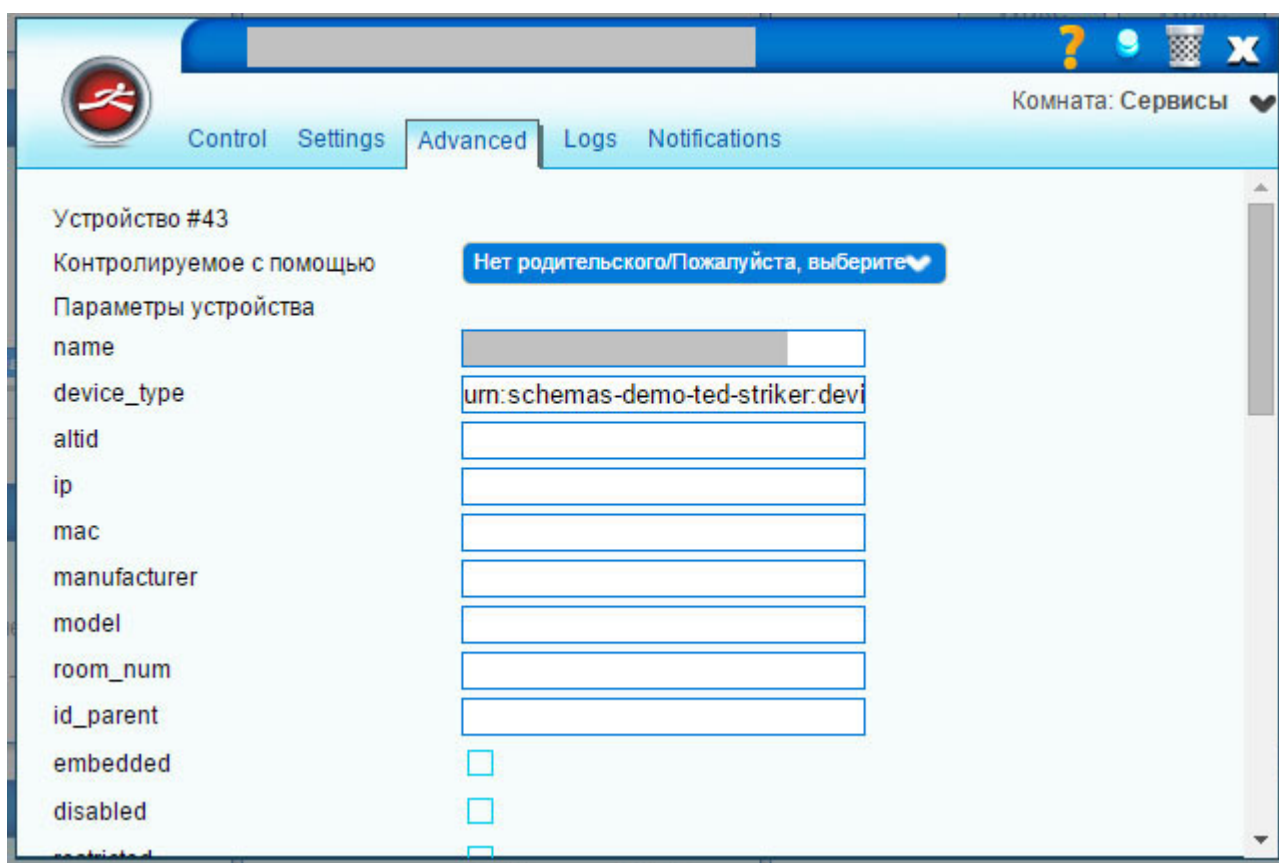 Комната: Сервисы
Control Settings Advanced Logs Notifications
Устройство #43
Контролируемое с помощью Нет родительского/Пожалуйста, выберите
Параметры устройства
name
device_type urn:schemas-demo-ted-striker:devi
altid
ip
mac
manufacturer
model
room_num
id_parent
embedded
disabled